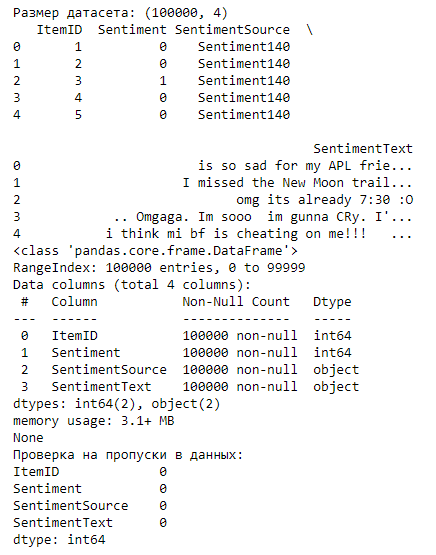 Размер датасета: (100000, 4)
   ItemID  Sentiment SentimentSource  \
0       1          0    Sentiment140
1       2          0    Sentiment140
2       3          1    Sentiment140
3       4          0    Sentiment140
4       5          0    Sentiment140

                                       SentimentText
0                       is so sad for my APL frie...
1                     I missed the New Moon trail...
2                            omg its already 7:30 :O
3            .. Omgaga. Im sooo  im gunna CRy. I'...
4           i think mi bf is cheating on me!!!   ...
<class 'pandas.core.frame.DataFrame'>
RangeIndex: 100000 entries, 0 to 99999
Data columns (total 4 columns):
 #   Column           Non-Null Count   Dtype
---  ------           --------------   -----
 0   ItemID           100000 non-null  int64
 1   Sentiment        100000 non-null  int64
 2   SentimentSource  100000 non-null  object
 3   SentimentText    100000 non-null  object
dtypes: int64(2), object(2)
memory usage: 3.1+ MB
None
Проверка на пропуски в данных:
ItemID             0
Sentiment          0
SentimentSource    0
SentimentText      0
dtype: int64